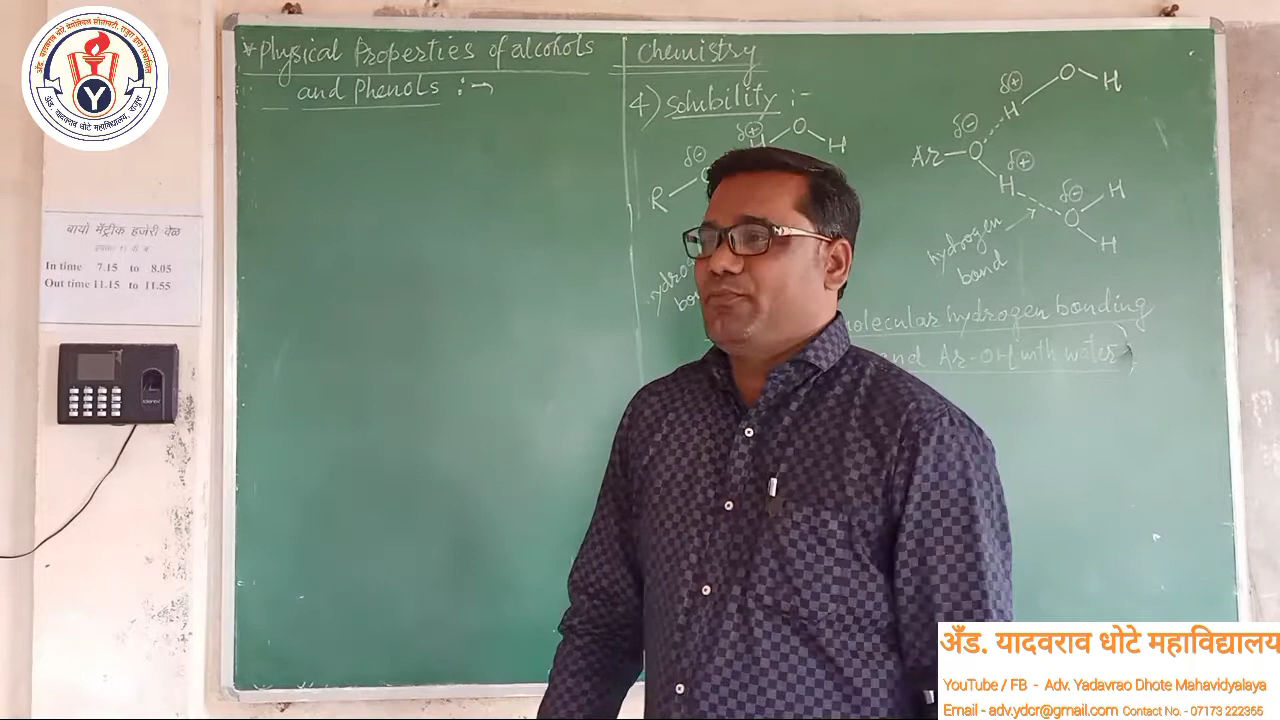 * Physical Properties of alcohols
and Phenols :→
Chemistry
4) Solubility :-
δ⊕
O
H
H
δ⊖
R
bon
δ⊕
O
H
H
δ⊖
Ar
O
δ⊕
H
δ⊖
O
H
H
hydrogen
bond
molecular hydrogen bonding
and Ar-OH with water)
बायो मॅट्रीक हजेरी वेळ
In time 7.15 to 8.05
Out time 11.15 to 11.55
Y
अँड. यादवराव धोटे महाविद्यालय
YouTube / FB - Adv. Yadavrao Dhote Mahavidyalaya
Email - adv.ydcr@gmail.com Contact No. - 07173 222365